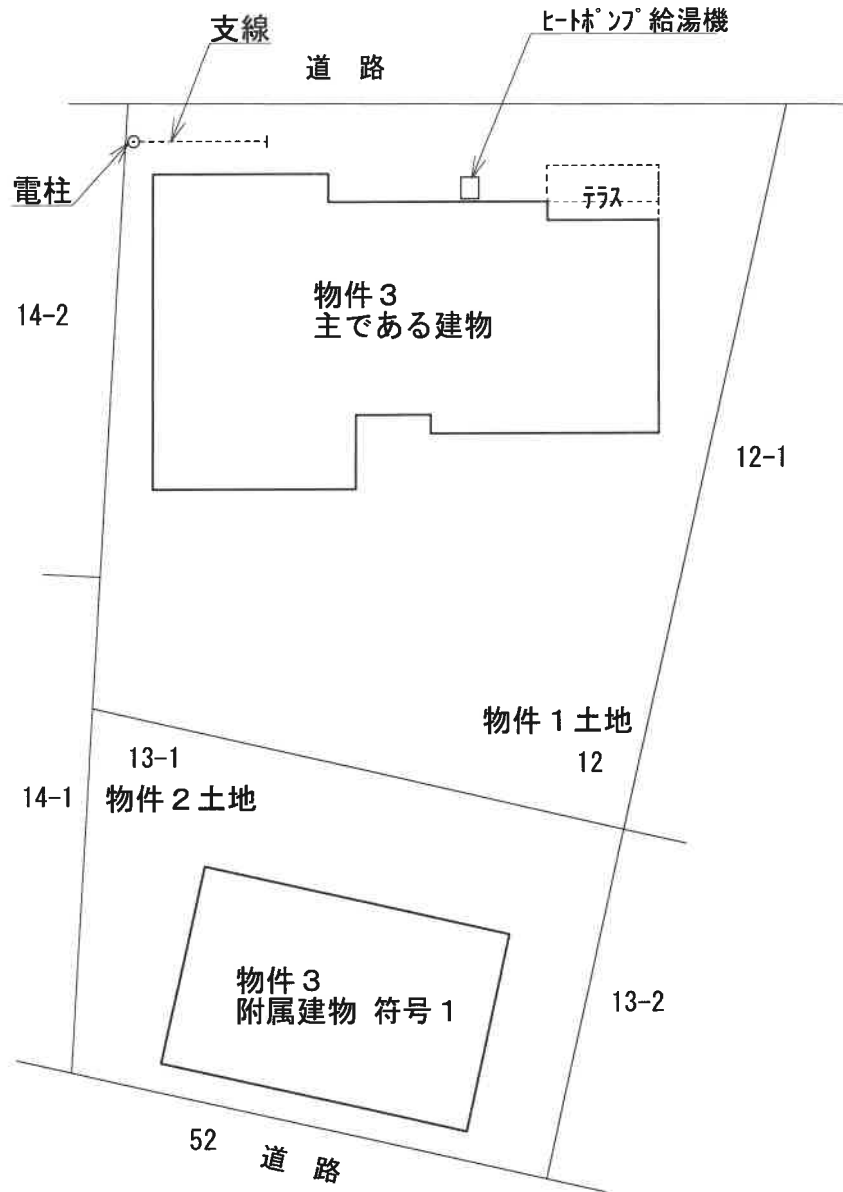 支線
ﾋｰﾄﾎﾟﾝﾌﾟ給湯機
道 路
電柱
ﾃﾗｽ
14-2
物件３
主である建物
12-1
物件１土地
12
13-1
14-1
物件２土地
物件３
附属建物 符号１
13-2
52
道 路